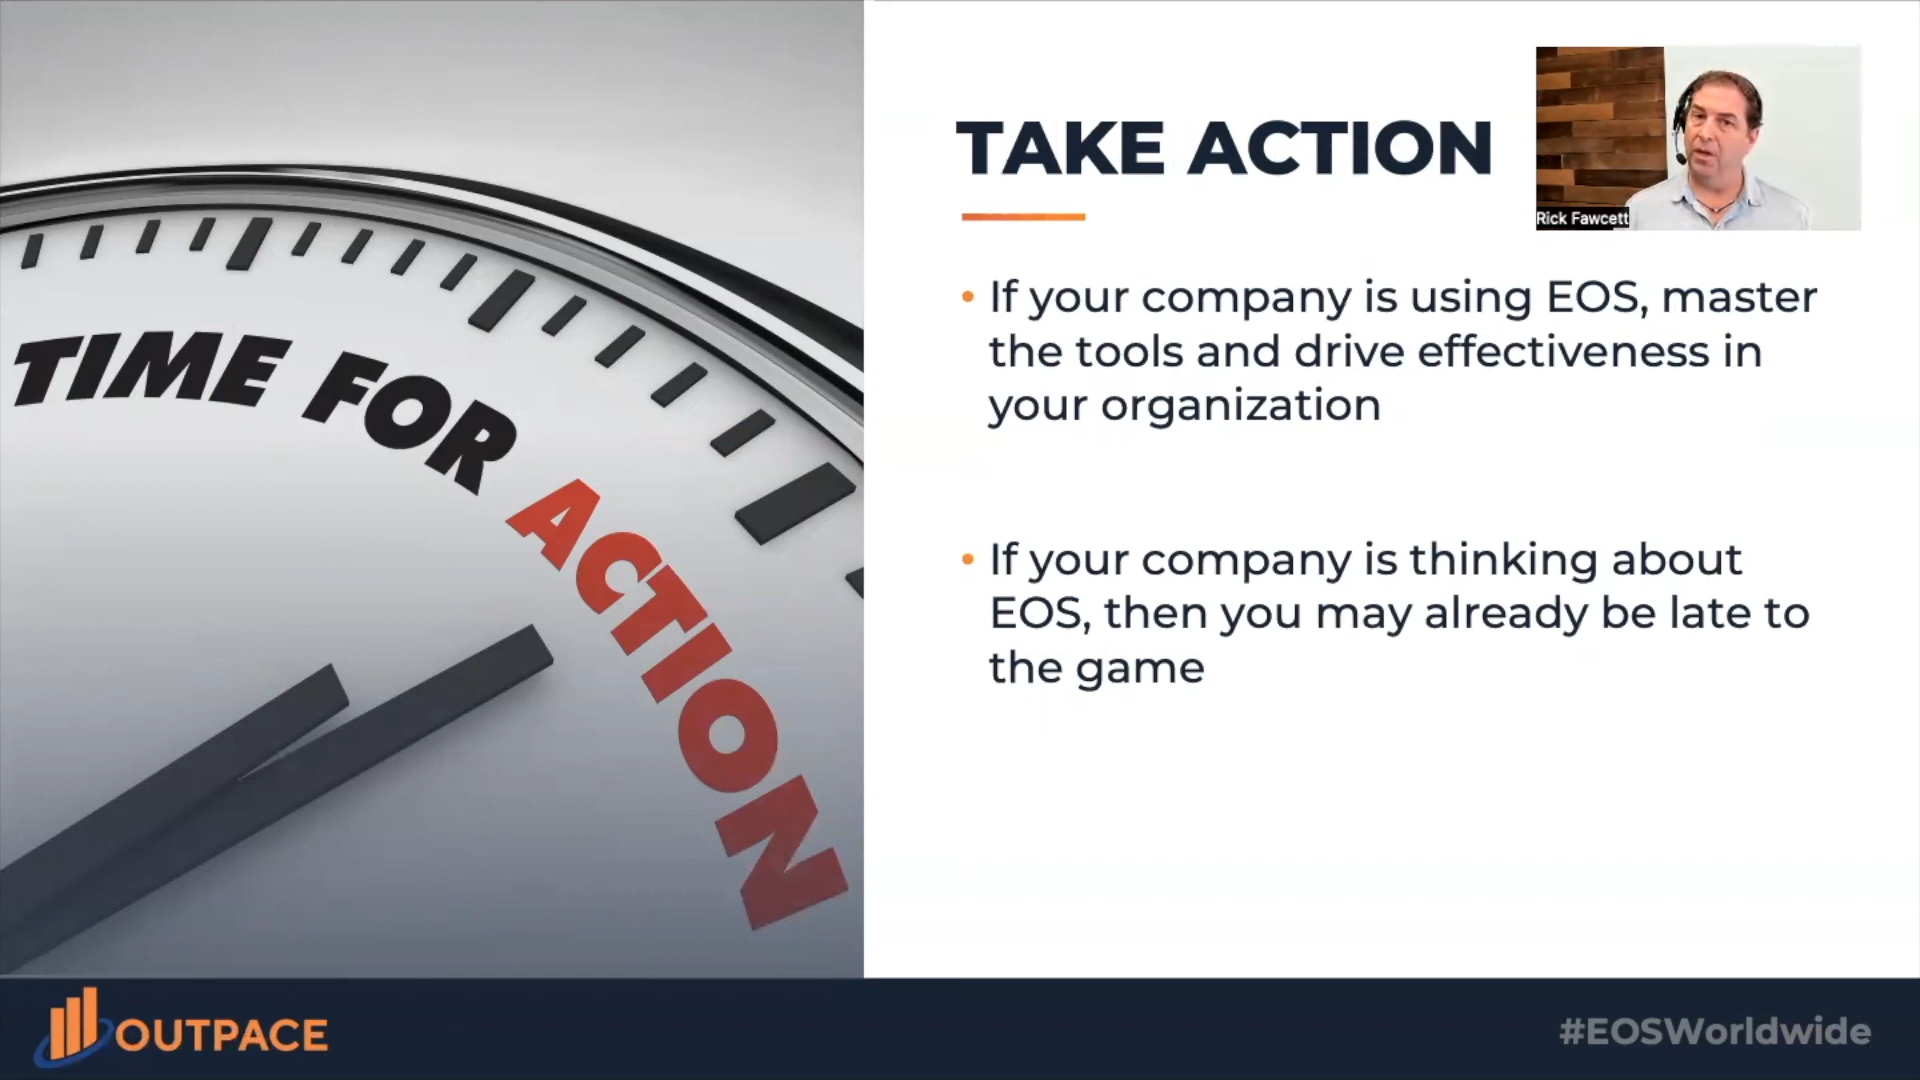 TIME FOR ACTION
TAKE ACTION
Rick Fawcett
• If your company is using EOS, master
the tools and drive effectiveness in
your organization
• If your company is thinking about
EOS, then you may already be late to
the game
OUTPACE
#EOSWorldwide